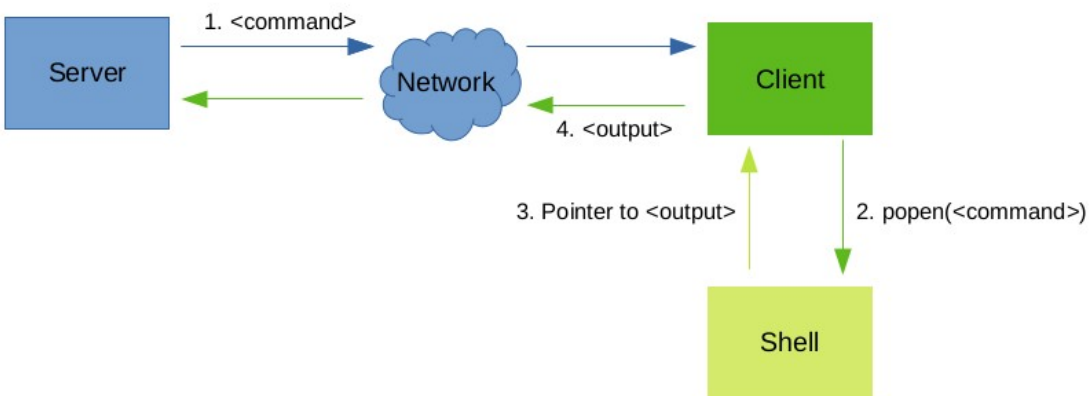 1. <command>
Server
Network
Client
4. <output>
3. Pointer to <output>
2. popen(<command>)
Shell